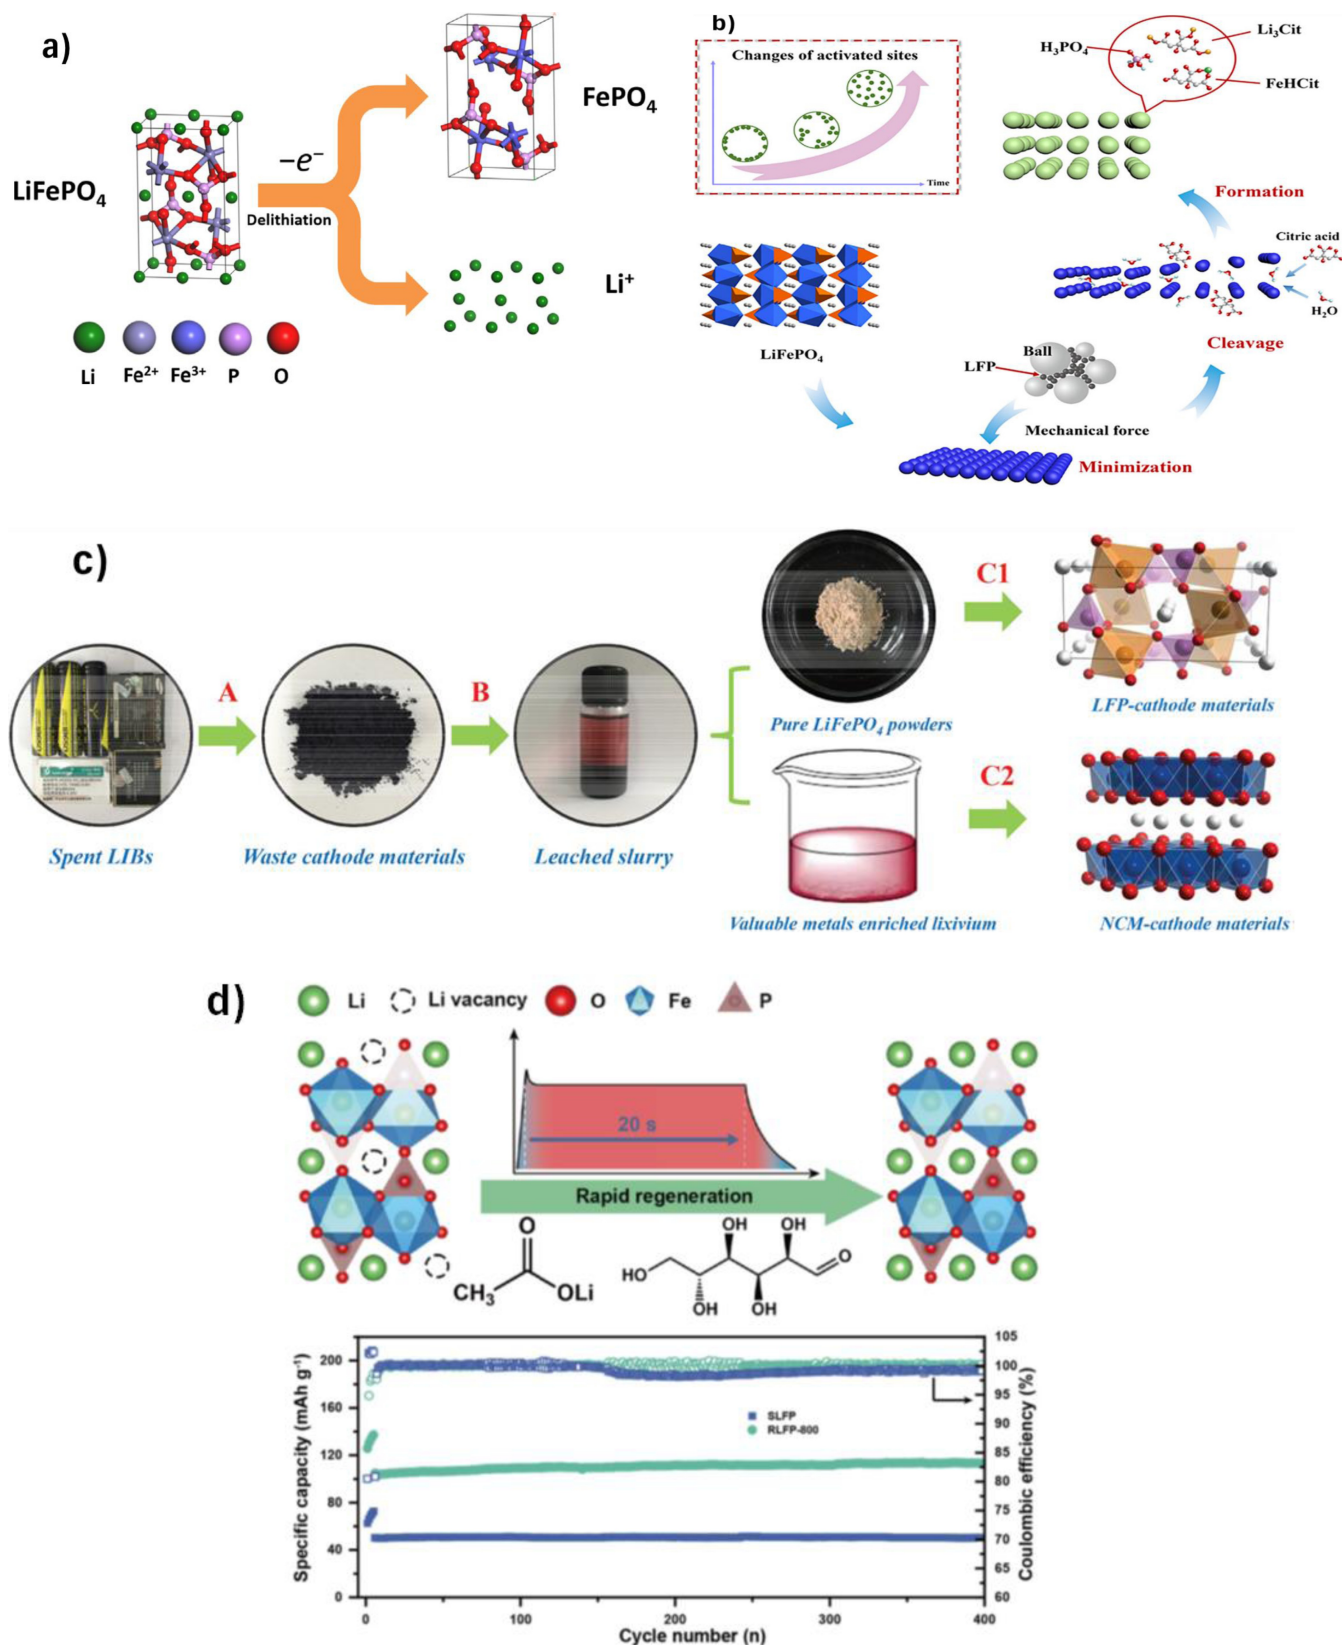 a)
LiFePO₄
–e⁻
Delithiation
FePO₄
Li⁺
Li
Fe²⁺
Fe³⁺
P
O
b)
Changes of activated sites
Time
H₃PO₄
Li₃Cit
FeHCit
Formation
Citric acid
H₂O
Cleavage
LiFePO₄
Ball
LFP
Mechanical force
Minimization
c)
A
B
C1
C2
Spent LIBs
Waste cathode materials
Leached slurry
Pure LiFePO₄ powders
LFP-cathode materials
Valuable metals enriched lixivium
NCM-cathode materials
d)
Li
Li vacancy
O
Fe
P
20 s
Rapid regeneration
O
CH₃
OLi
OH
OH
O
HO
OH
OH
Specific capacity (mAh g⁻¹)
200
160
120
80
40
0
SLFP
RLFP-800
105
100
95
90
85
80
75
70
65
60
Coulombic efficiency (%)
0
100
200
300
400
Cycle number (n)